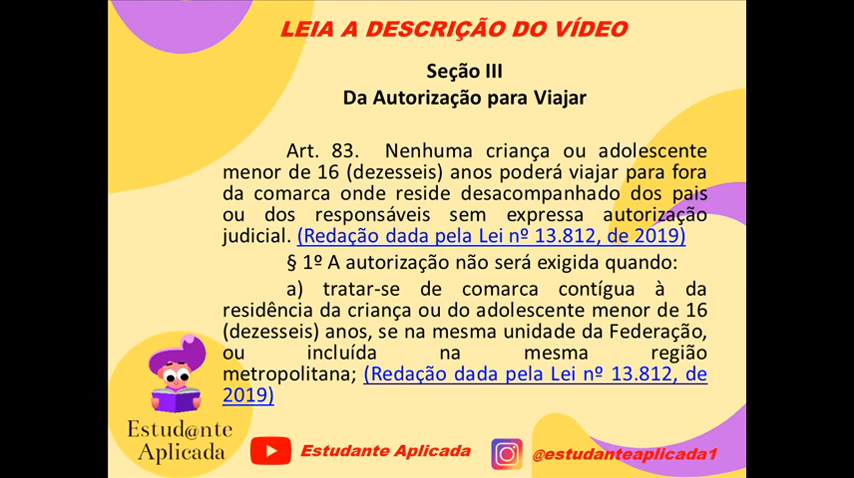 LEIA A DESCRIÇÃO DO VÍDEO
Seção III
Da Autorização para Viajar
Art. 83. Nenhuma criança ou adolescente
menor de 16 (dezesseis) anos poderá viajar para fora
da comarca onde reside desacompanhado dos pais
ou dos responsáveis sem expressa autorização
judicial. (Redação dada pela Lei nº 13.812, de 2019)
§ 1º A autorização não será exigida quando:
a) tratar-se de comarca contígua à da
residência da criança ou do adolescente menor de 16
(dezesseis) anos, se na mesma unidade da Federação,
ou incluída na mesma região
metropolitana; (Redação dada pela Lei nº 13.812, de
2019)
Estud@nte
Aplicada
Estudante Aplicada
@estudanteaplicada1